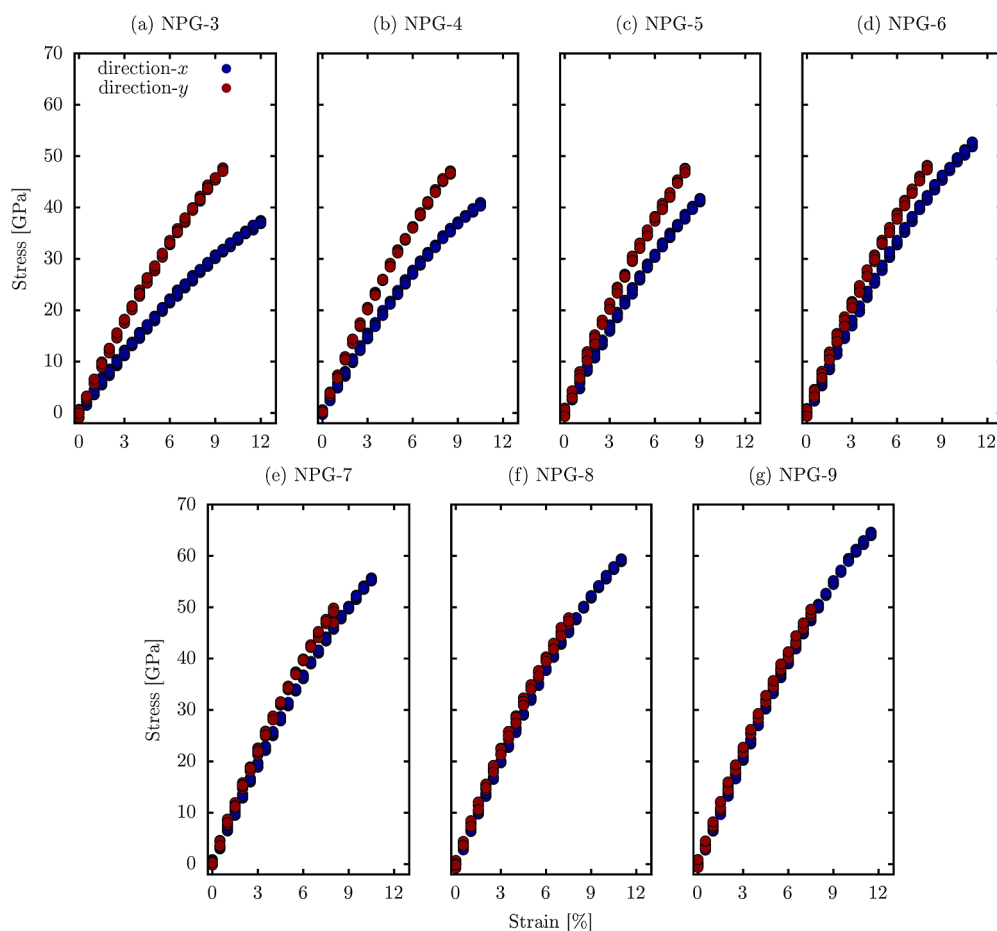 (a) NPG-3 (b) NPG-4 (c) NPG-5 (d) NPG-6
direction-x
direction-y
Stress [GPa]
70
60
50
40
30
20
10
0
0 3 6 9 12 0 3 6 9 12 0 3 6 9 12 0 3 6 9 12
(e) NPG-7 (f) NPG-8 (g) NPG-9
Stress [GPa]
70
60
50
40
30
20
10
0
0 3 6 9 12 0 3 6 9 12 0 3 6 9 12
Strain [%]